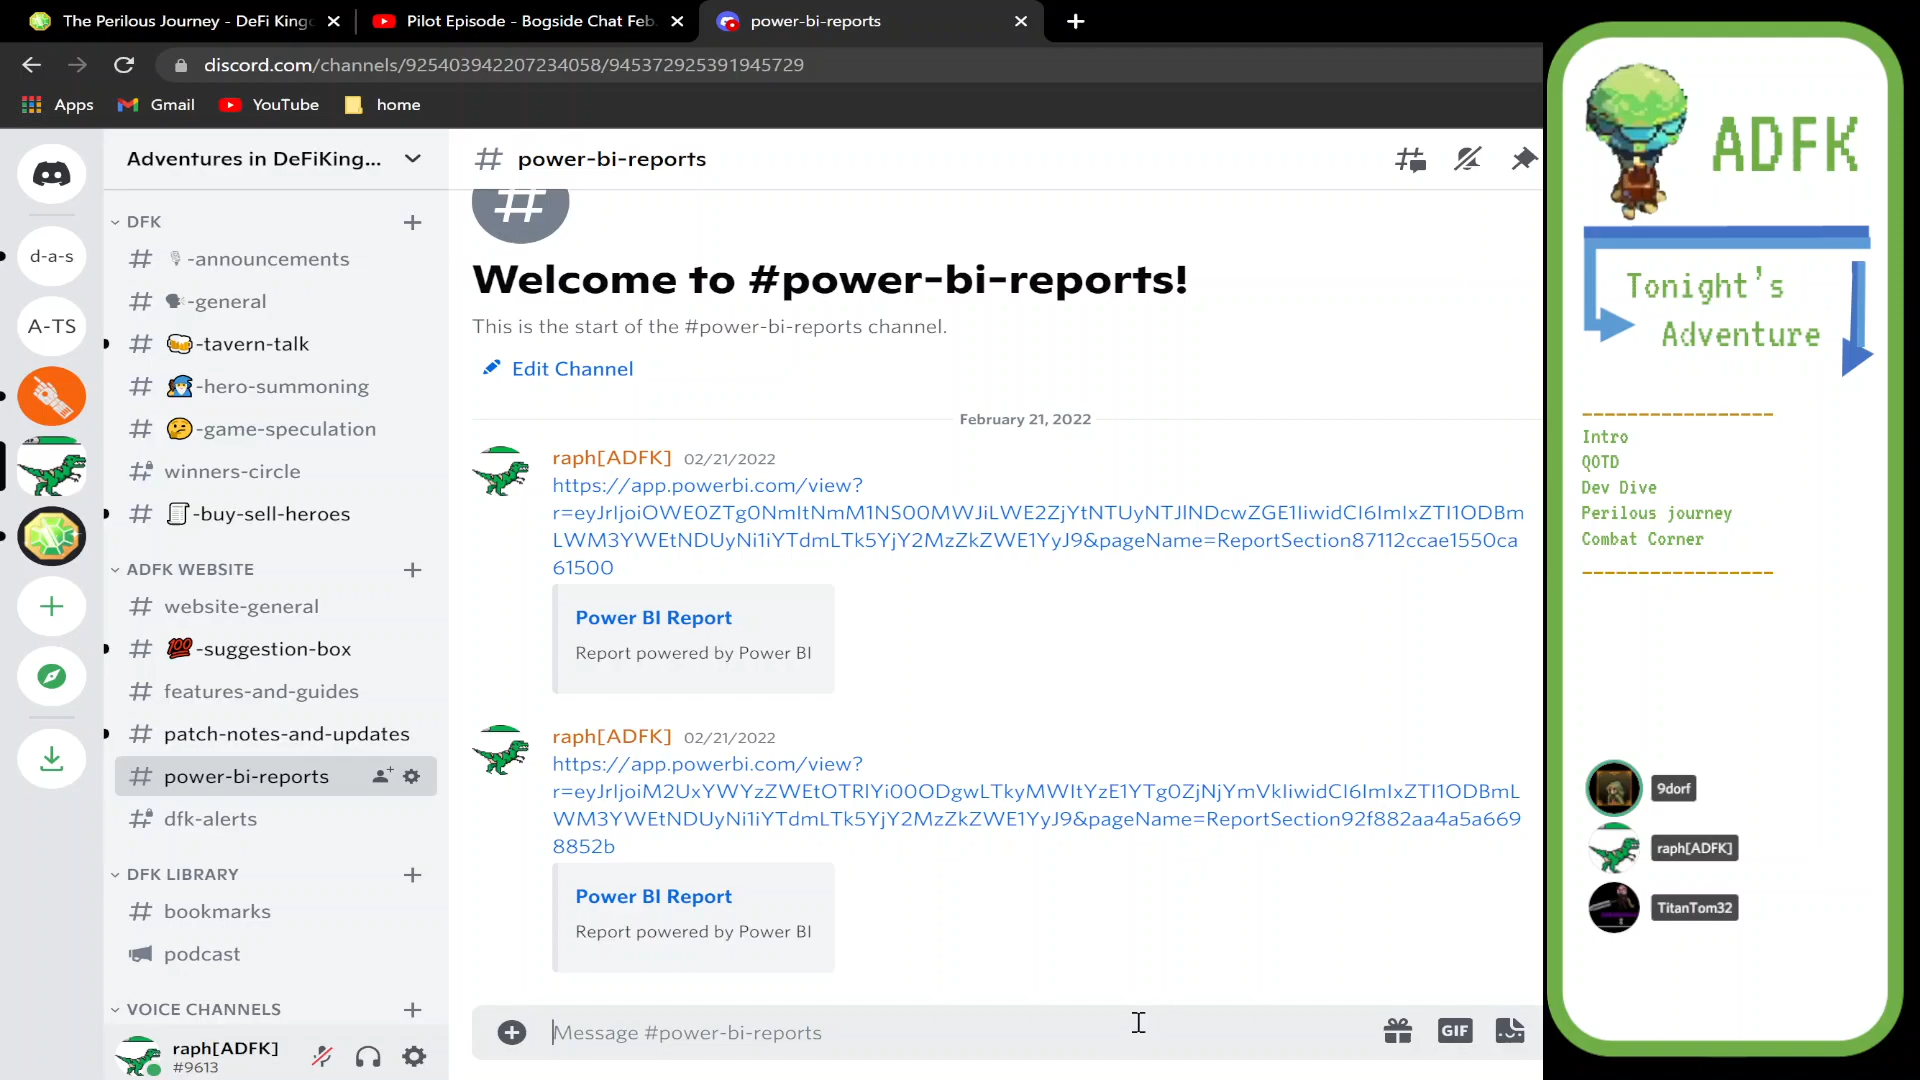 The Perilous Journey - DeFi King
Pilot Episode - Bogside Chat Feb
power-bi-reports
discord.com/channels/925403942207234058/945372925391945729
Apps
Gmail
YouTube
home
Adventures in DeFiKing...
power-bi-reports
d-a-s
A-TS
DFK
-announcements
-general
-tavern-talk
-hero-summoning
-game-speculation
winners-circle
-buy-sell-heroes
ADFK WEBSITE
website-general
-suggestion-box
features-and-guides
patch-notes-and-updates
power-bi-reports
dfk-alerts
DFK LIBRARY
bookmarks
podcast
VOICE CHANNELS
raph[ADFK]
#9613
Welcome to #power-bi-reports!
This is the start of the #power-bi-reports channel.
Edit Channel
February 21, 2022
raph[ADFK] 02/21/2022
https://app.powerbi.com/view?
r=eyJrIjoiOWE0ZTg0NmItNmM1NS00MWJiLWE2ZjYtNTUyNTJlNDcwZGE1IiwidCI6ImIxZTI1ODBm
LWM3YWEtNDUyNi1iYTdmLTk5YjY2MzZkZWE1YyJ9&pageName=ReportSection87112ccae1550ca
61500
Power BI Report
Report powered by Power BI
raph[ADFK] 02/21/2022
https://app.powerbi.com/view?
r=eyJrIjoiM2UxYWYzZWEtOTRlYi00ODgwLTkyMWItYzE1YTg0ZjNjYmVkIiwidCI6ImIxZTI1ODBmL
WM3YWEtNDUyNi1iYTdmLTk5YjY2MzZkZWE1YyJ9&pageName=ReportSection92f882aa4a5a669
8852b
Power BI Report
Report powered by Power BI
Message #power-bi-reports
GIF
ADFK
Tonight's
Adventure
Intro
QOTD
Dev Dive
Perilous journey
Combat Corner
9dorf
raph[ADFK]
TitanTom32